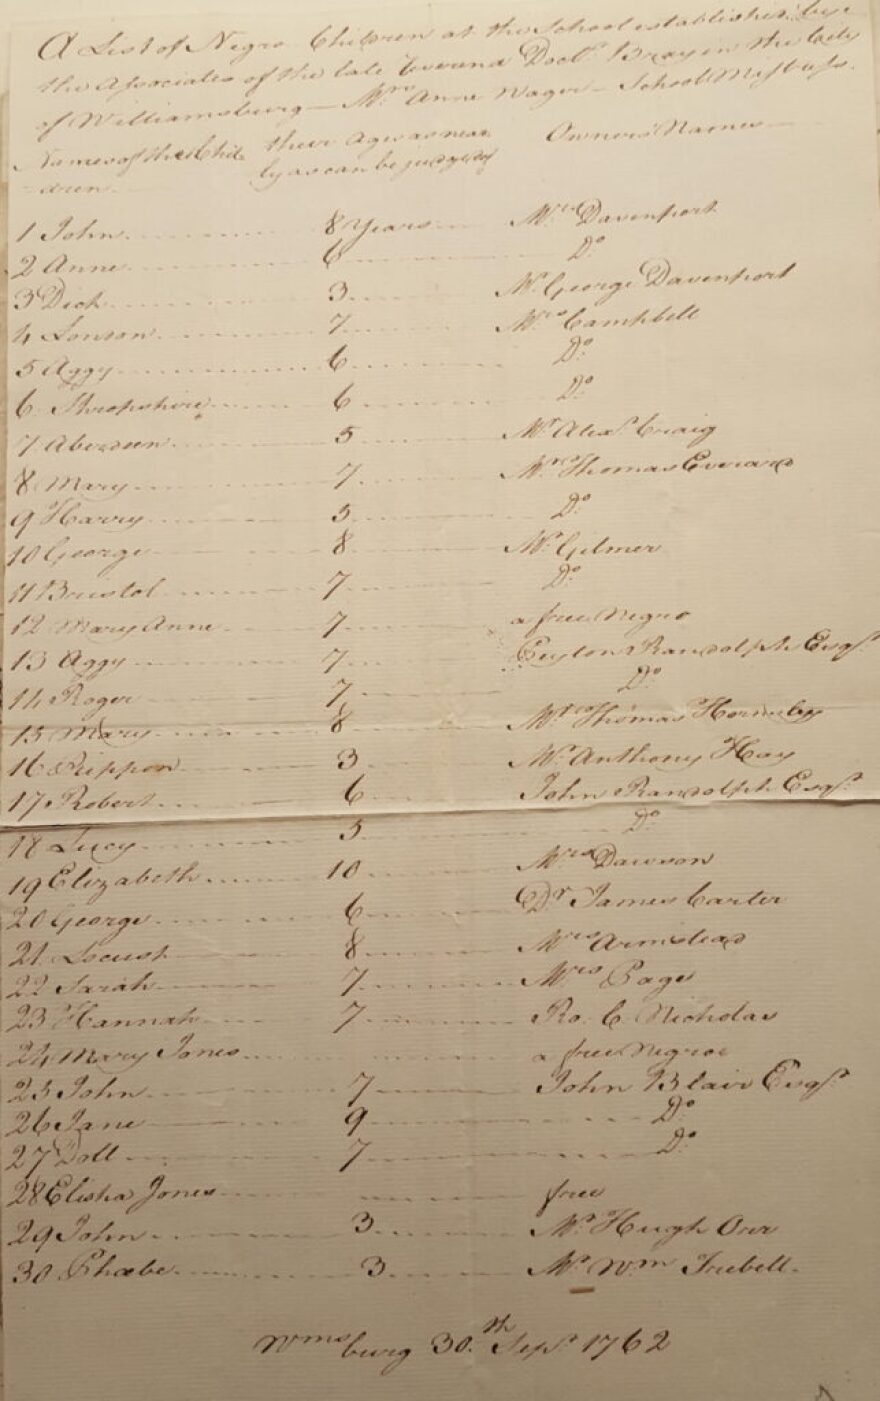 A List of Negro Children at the School established by
the Associates of the late Reverend Doctr. Bray in the City
of Williamsburg — Mrs. Anne Wager — School Mistress.
Names of the Chil- their Age as near Owners Names
=dren ly as can be judged of
1 John 8 Years Mrs. Davenport
2 Anne 6 Do.
3 Dick 3 Mr. George Davenport
4 London 7 Mrs. Campbell
5 Aggy 6 Do.
6 Shropshire 6 Do.
7 Aberdeen 5 Mr. Alexr. Craig
8 Mary 7 Mr. Thomas Everard
9 Harry 5 Do.
10 George 8 Mr. Gilmer
11 Bristol 7 Do.
12 Mary Anne 7 a free Negro
13 Aggy 7 Peyton Randolph Esqr.
14 Roger 7 Do.
15 Mary 8 Mrs. Thomas Hornsby
16 Rippon 3 Mr. Anthony Hay
17 Robert 6 John Randolph Esqr.
18 Lucy 5 Do.
19 Elizabeth 10 Mrs. Dawson
20 George 6 Dr. James Carter
21 Locust 8 Mrs. Armistead
22 Sarah 7 Mrs. Page
23 Hannah 7 Ro. C Nicholas
24 Mary Jones a free Negroe
25 John 7 John Blair Esqr.
26 Jane 9 Do.
27 Doll 7 Do.
28 Elisha Jones free
29 John 3 Mr. Hugh Orr
30 Phœbe 3 Mr. Wm Trebell.
Wmsburg 30.th Sepr. 1762